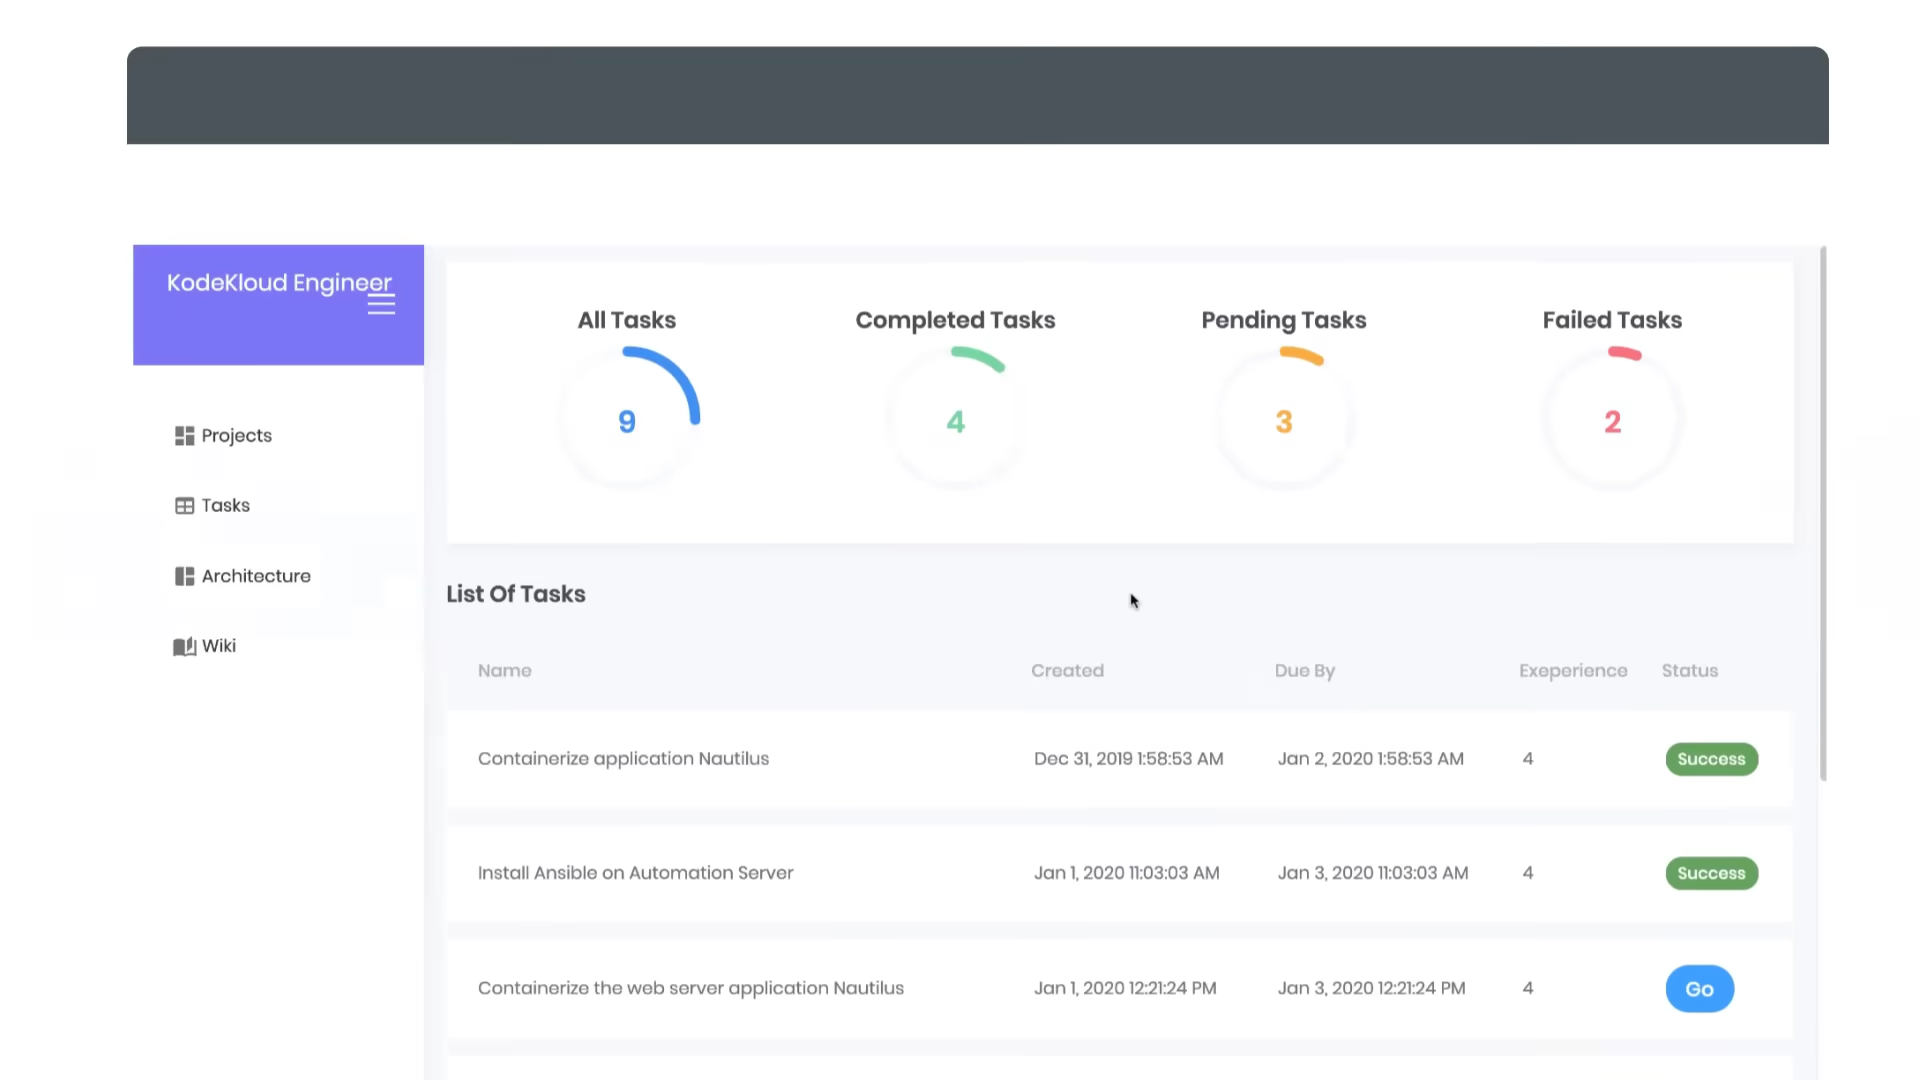 KodeKloud Engineer
Projects
Tasks
Architecture
Wiki
All Tasks Completed Tasks Pending Tasks Failed Tasks
9 4 3 2
List Of Tasks
Name Created Due By Exeperience Status
Containerize application Nautilus Dec 31, 2019 1:58:53 AM Jan 2, 2020 1:58:53 AM 4 Success
Install Ansible on Automation Server Jan 1, 2020 11:03:03 AM Jan 3, 2020 11:03:03 AM 4 Success
Containerize the web server application Nautilus Jan 1, 2020 12:21:24 PM Jan 3, 2020 12:21:24 PM 4 Go